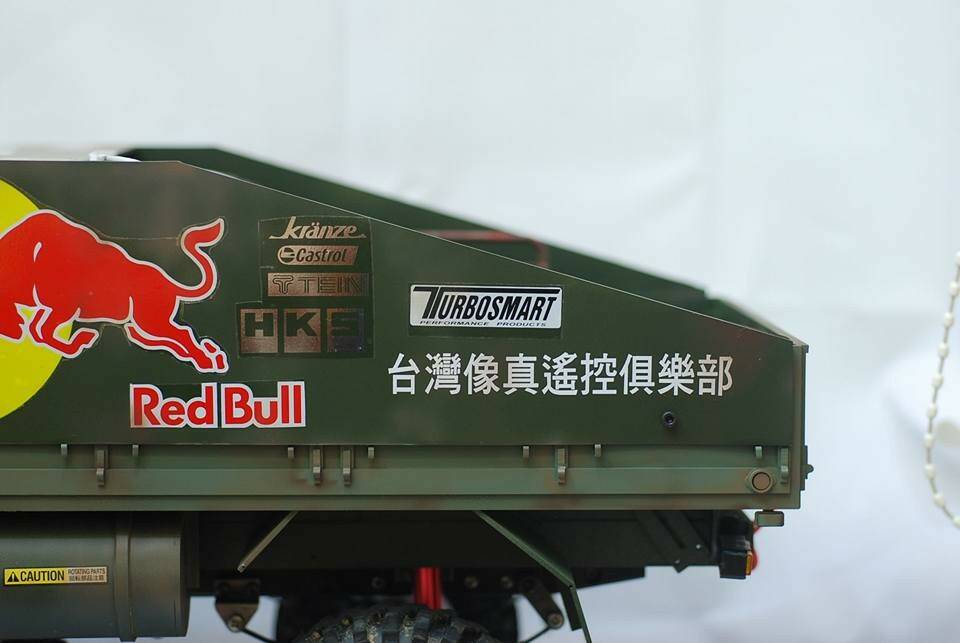 kränze
Castrol
TEIN
HKS
TURBOSMART
PERFORMANCE PRODUCTS
台灣像真遙控俱樂部
Red Bull
CAUTION
ROTATING PARTS